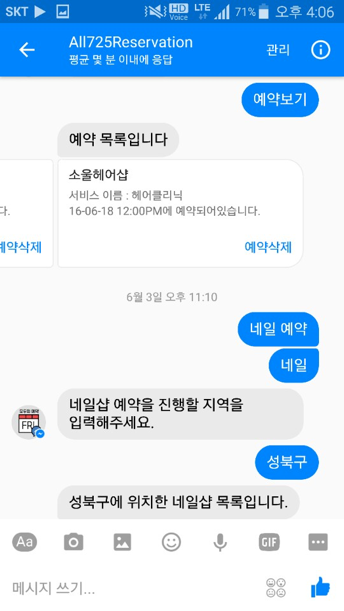 SKT HD Voice LTE 71% 오후 4:06
All725Reservation
평균 몇 분 이내에 응답
관리
예약보기
예약 목록입니다
소울헤어샵
서비스 이름 : 헤어클리닉
다.
16-06-18 12:00PM에 예약되어있습니다.
예약삭제
예약삭제
6월 3일 오후 11:10
네일 예약
네일
네일샵 예약을 진행할 지역을
입력해주세요.
FRI
성북구
성북구에 위치한 네일샵 목록입니다.
Aa
GIF
메시지 쓰기...